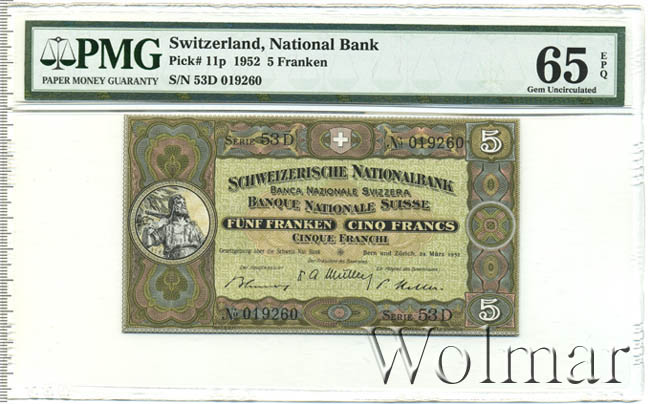 PMG
PAPER MONEY GUARANTY
Switzerland, National Bank
Pick# 11p 1952 5 Franken
S/N 53D 019260
65 EPQ
Gem Uncirculated
SERIE 53 D
No 019260
5
SCHWEIZERISCHE NATIONALBANK
BANCA NAZIONALE SVIZZERA
BANQUE NATIONALE SUISSE
FÜNF FRANKEN CINQ FRANCS
CINQUE FRANCHI
Bern und Zürich, 22 März 1952
No 019260
SERIE 53 D
5
Wolmar